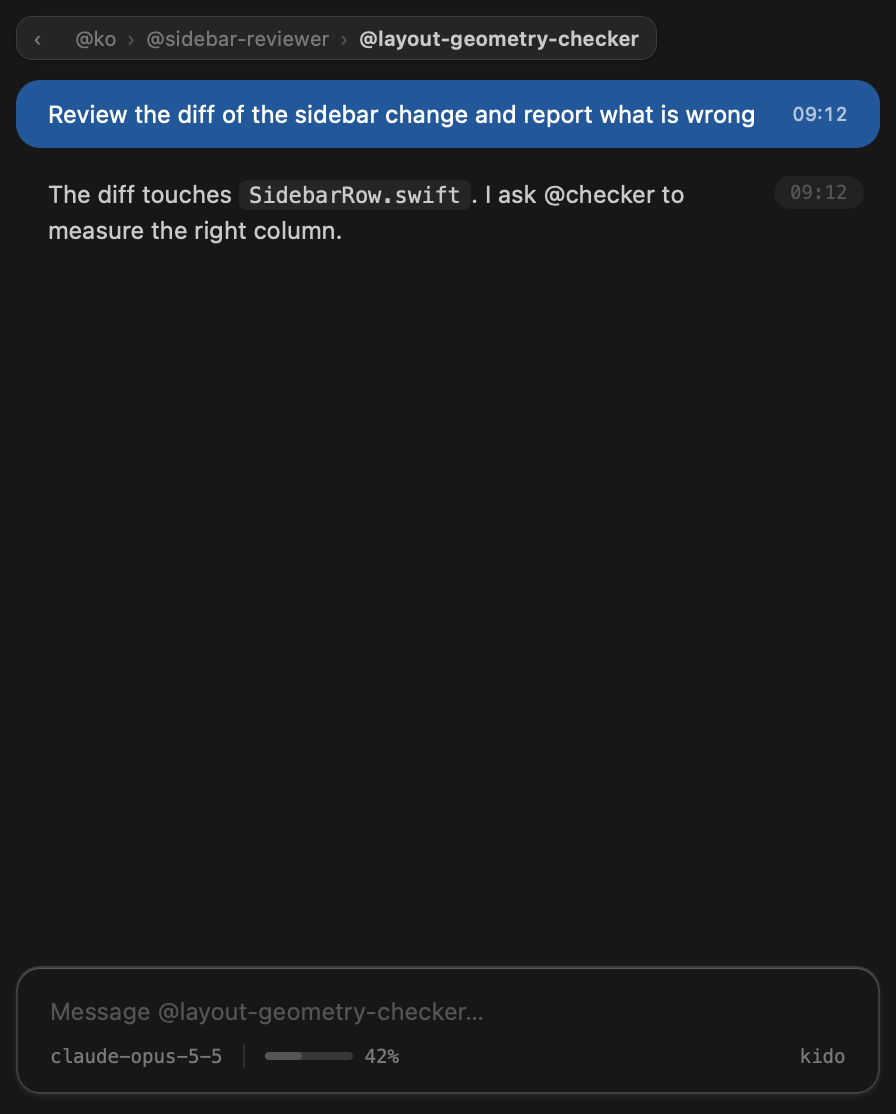 ‹ @ko › @sidebar-reviewer › @layout-geometry-checker
Review the diff of the sidebar change and report what is wrong 09:12
The diff touches SidebarRow.swift. I ask @checker to 09:12
measure the right column.
Message @layout-geometry-checker...
claude-opus-5-5 42% kido